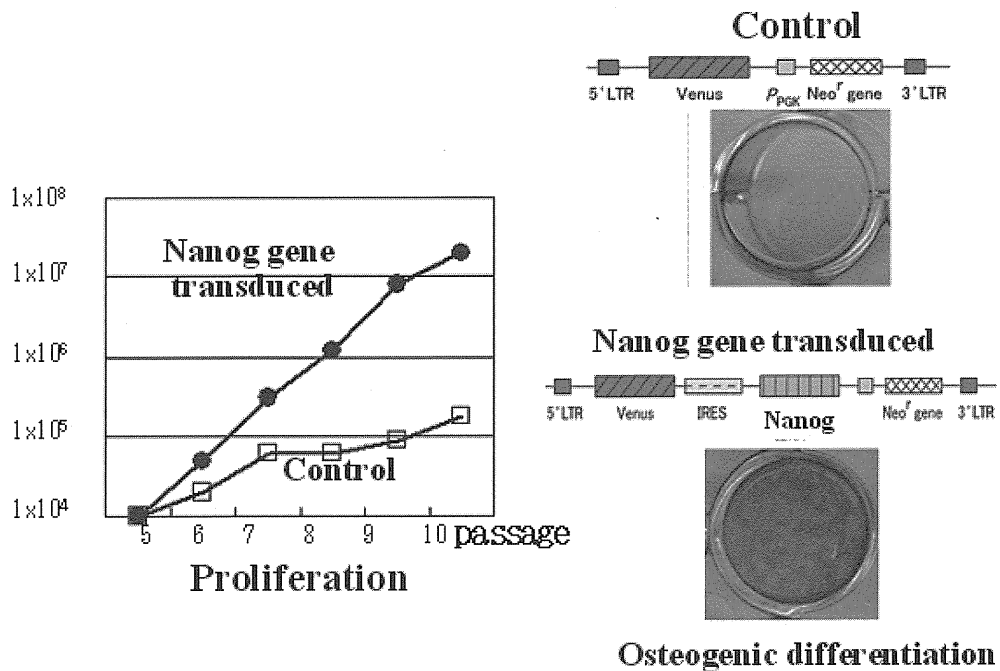 Control
5'LTR Venus PPGK Neoʳ gene 3'LTR
1x10⁸
1x10⁷
1x10⁶
1x10⁵
1x10⁴
Nanog gene
transduced
Control
5 6 7 8 9 10 passage
Proliferation
Nanog gene transduced
5'LTR Venus IRES Nanog Neoʳ gene 3'LTR
Osteogenic differentiation